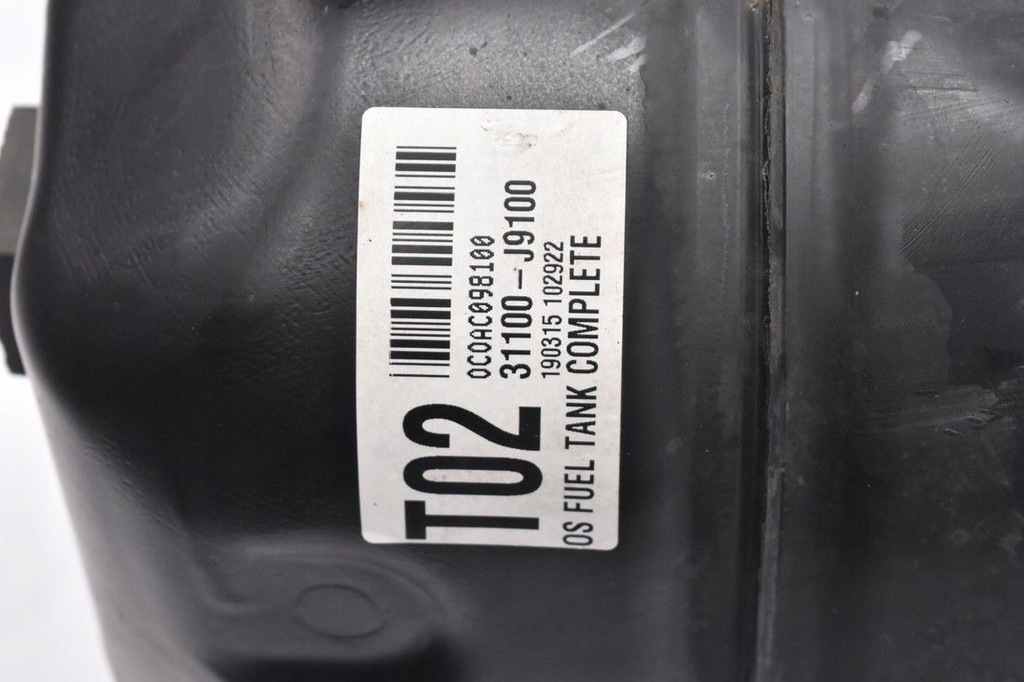 T02
0C0AC098100
31100-J9100
190315 102922
OS FUEL TANK COMPLETE